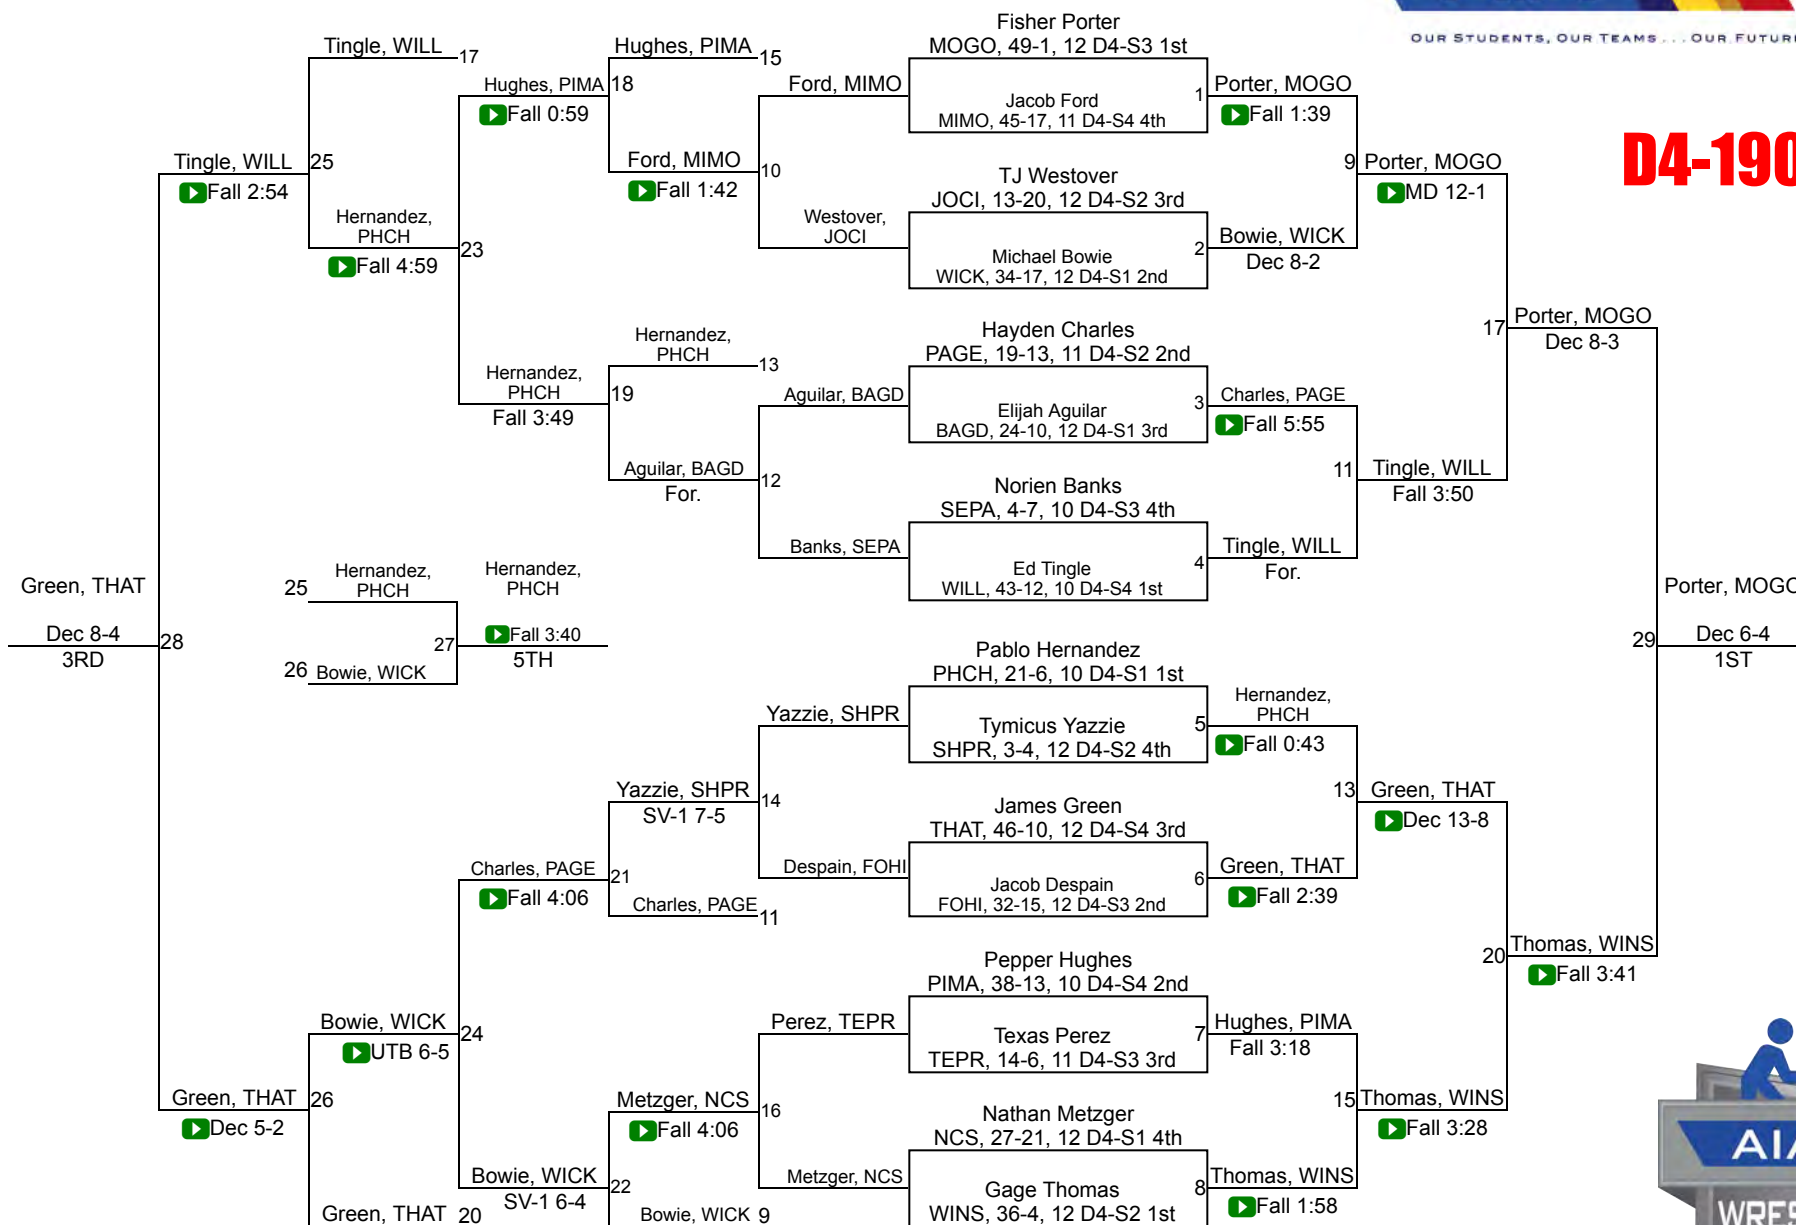 OUR STUDENTS, OUR TEAMS . . . OUR FUTUR
D4-190
Tingle, WILL
17
Hughes, PIMA
18
Fall 0:59
Hughes, PIMA
15
Ford, MIMO
10
Fall 1:42
Ford, MIMO
Westover,
JOCI
Tingle, WILL
25
Fall 2:54
Hernandez,
PHCH
23
Fall 4:59
Hernandez,
PHCH
19
Fall 3:49
Hernandez,
PHCH
13
Aguilar, BAGD
12
For.
Aguilar, BAGD
Banks, SEPA
Green, THAT
28
Dec 8-4
3RD
25
Hernandez,
PHCH
27
26
Bowie, WICK
Hernandez,
PHCH
Fall 3:40
5TH
Yazzie, SHPR
Despain, FOHI
Yazzie, SHPR
14
SV-1 7-5
Charles, PAGE
21
Fall 4:06
Charles, PAGE
11
Bowie, WICK
24
UTB 6-5
Green, THAT
26
Dec 5-2
Green, THAT
20
Bowie, WICK
22
SV-1 6-4
Metzger, NCS
16
Fall 4:06
Bowie, WICK
9
Perez, TEPR
Metzger, NCS
Fisher Porter
MOGO, 49-1, 12 D4-S3 1st
1
Jacob Ford
MIMO, 45-17, 11 D4-S4 4th
TJ Westover
JOCI, 13-20, 12 D4-S2 3rd
2
Michael Bowie
WICK, 34-17, 12 D4-S1 2nd
Hayden Charles
PAGE, 19-13, 11 D4-S2 2nd
3
Elijah Aguilar
BAGD, 24-10, 12 D4-S1 3rd
Norien Banks
SEPA, 4-7, 10 D4-S3 4th
4
Ed Tingle
WILL, 43-12, 10 D4-S4 1st
Pablo Hernandez
PHCH, 21-6, 10 D4-S1 1st
5
Tymicus Yazzie
SHPR, 3-4, 12 D4-S2 4th
James Green
THAT, 46-10, 12 D4-S4 3rd
6
Jacob Despain
FOHI, 32-15, 12 D4-S3 2nd
Pepper Hughes
PIMA, 38-13, 10 D4-S4 2nd
7
Texas Perez
TEPR, 14-6, 11 D4-S3 3rd
Nathan Metzger
NCS, 27-21, 12 D4-S1 4th
8
Gage Thomas
WINS, 36-4, 12 D4-S2 1st
Porter, MOGO
Fall 1:39
Bowie, WICK
Dec 8-2
Charles, PAGE
Fall 5:55
Tingle, WILL
For.
Hernandez,
PHCH
Fall 0:43
Green, THAT
Fall 2:39
Hughes, PIMA
Fall 3:18
Thomas, WINS
Fall 1:58
9
Porter, MOGO
MD 12-1
11
Tingle, WILL
Fall 3:50
13
Green, THAT
Dec 13-8
15
Thomas, WINS
Fall 3:28
17
Porter, MOGO
Dec 8-3
20
Thomas, WINS
Fall 3:41
Porter, MOGO
29
Dec 6-4
1ST
AIA
WRES